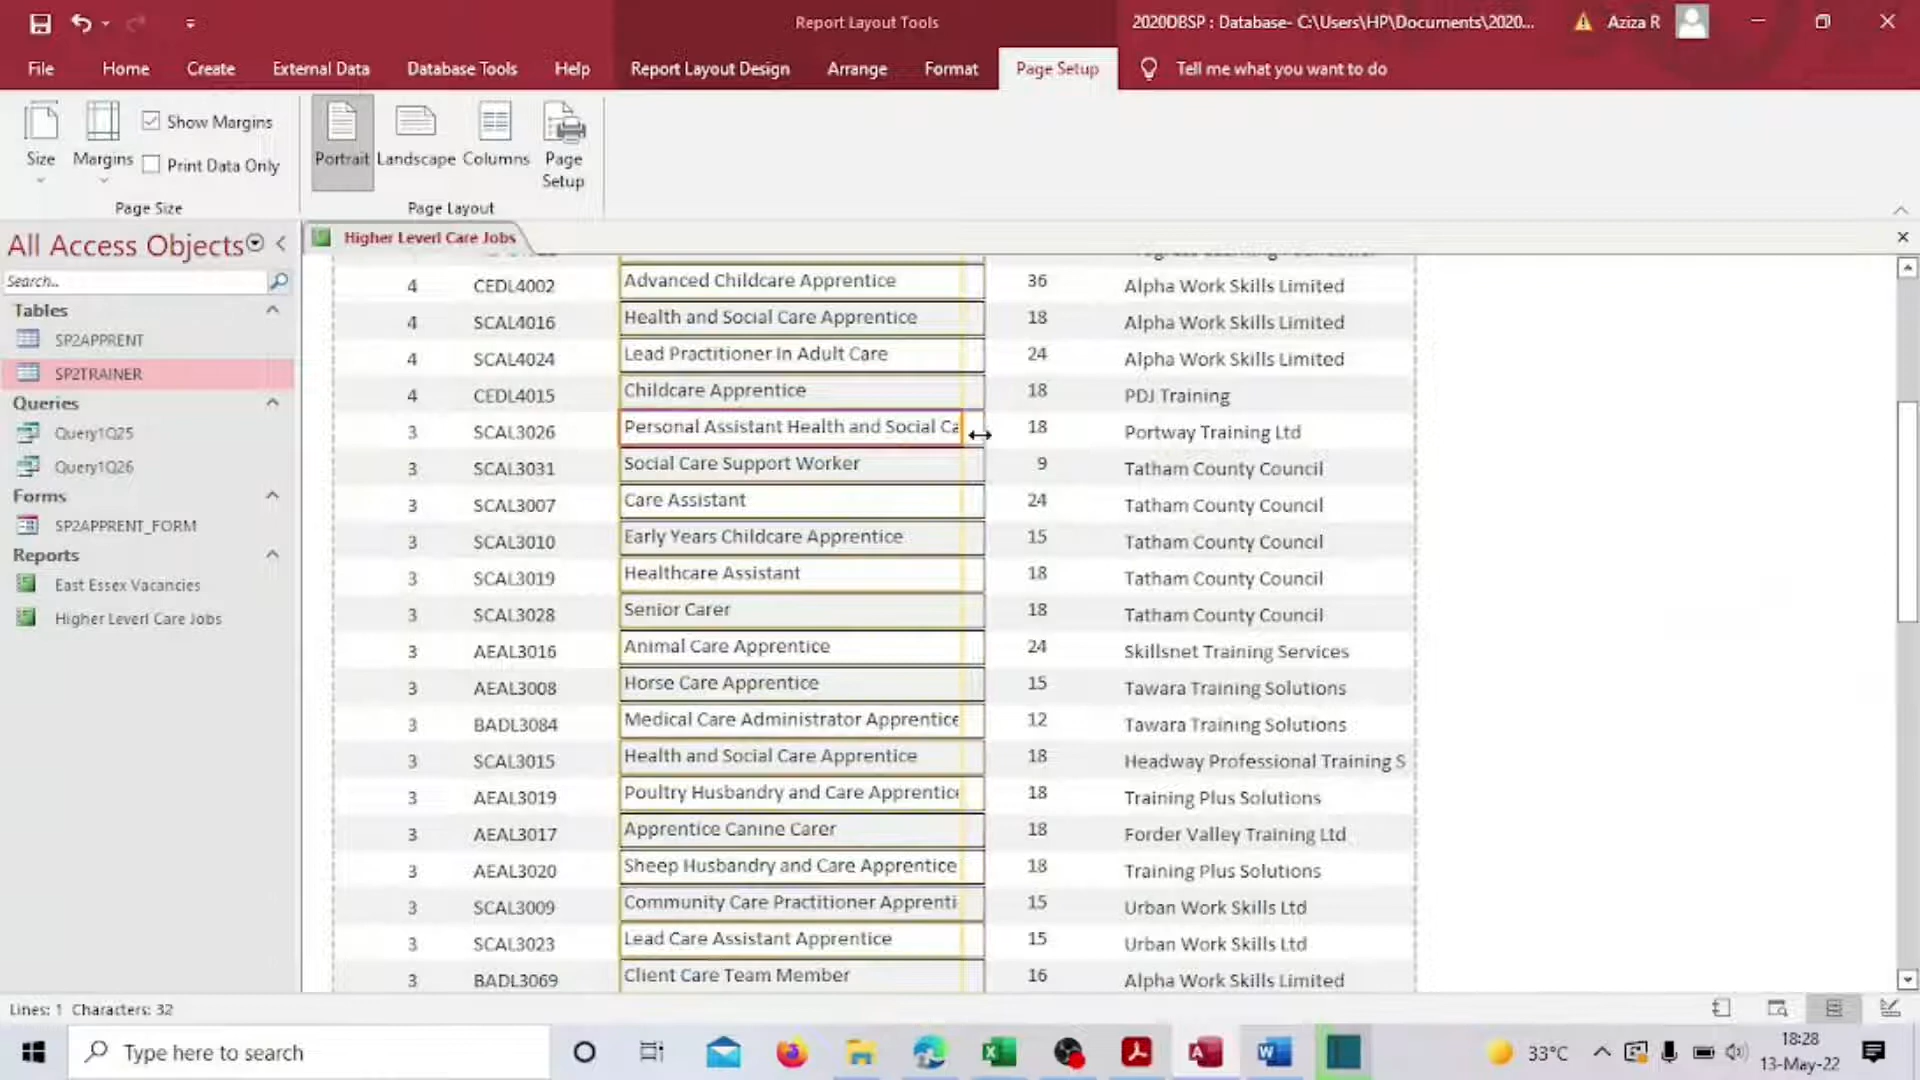 Report Layout Tools
2020DBSP : Database- C:\Users\HP\Documents\2020...
Aziza R
File Home Create External Data Database Tools Help Report Layout Design Arrange Format Page Setup Tell me what you want to do
Size
Margins
Show Margins
Print Data Only
Page Size
Portrait
Landscape
Columns
Page Setup
Page Layout
All Access Objects
Search...
Tables
SP2APPRENT
SP2TRAINER
Queries
Query1Q25
Query1Q26
Forms
SP2APPRENT_FORM
Reports
East Essex Vacancies
Higher Leverl Care Jobs
Higher Leverl Care Jobs
4 CEDL4002 Advanced Childcare Apprentice 36 Alpha Work Skills Limited
4 SCAL4016 Health and Social Care Apprentice 18 Alpha Work Skills Limited
4 SCAL4024 Lead Practitioner In Adult Care 24 Alpha Work Skills Limited
4 CEDL4015 Childcare Apprentice 18 PDJ Training
3 SCAL3026 Personal Assistant Health and Social Ca 18 Portway Training Ltd
3 SCAL3031 Social Care Support Worker 9 Tatham County Council
3 SCAL3007 Care Assistant 24 Tatham County Council
3 SCAL3010 Early Years Childcare Apprentice 15 Tatham County Council
3 SCAL3019 Healthcare Assistant 18 Tatham County Council
3 SCAL3028 Senior Carer 18 Tatham County Council
3 AEAL3016 Animal Care Apprentice 24 Skillsnet Training Services
3 AEAL3008 Horse Care Apprentice 15 Tawara Training Solutions
3 BADL3084 Medical Care Administrator Apprentice 12 Tawara Training Solutions
3 SCAL3015 Health and Social Care Apprentice 18 Headway Professional Training S
3 AEAL3019 Poultry Husbandry and Care Apprentice 18 Training Plus Solutions
3 AEAL3017 Apprentice Canine Carer 18 Forder Valley Training Ltd
3 AEAL3020 Sheep Husbandry and Care Apprentice 18 Training Plus Solutions
3 SCAL3009 Community Care Practitioner Apprenti 15 Urban Work Skills Ltd
3 SCAL3023 Lead Care Assistant Apprentice 15 Urban Work Skills Ltd
3 BADL3069 Client Care Team Member 16 Alpha Work Skills Limited
Lines: 1 Characters: 32
Type here to search
33°C
18:28
13-May-22